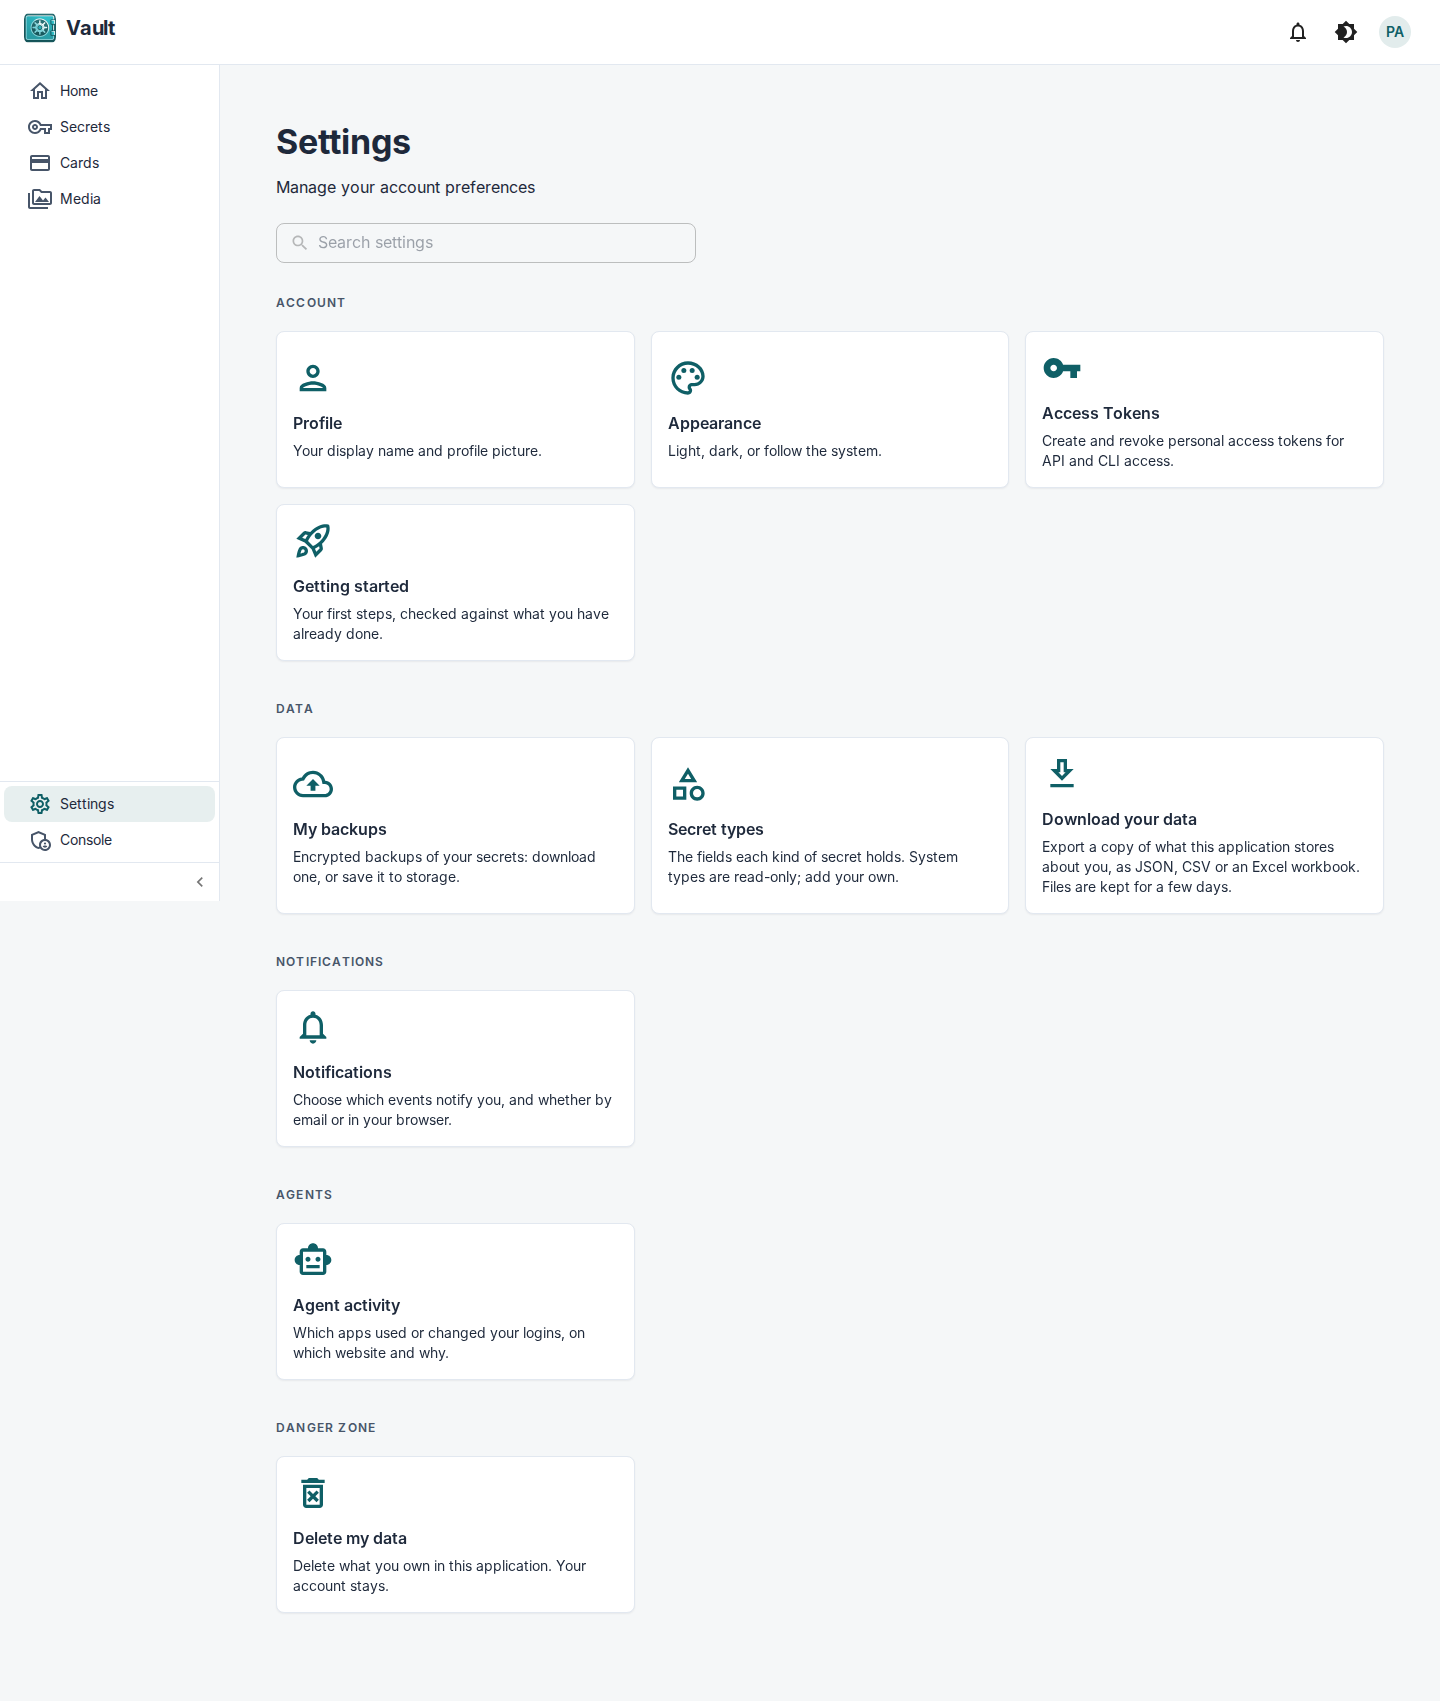 Vault
PA
Home
Secrets
Cards
Media
Settings
Console
Settings
Manage your account preferences
Search settings
ACCOUNT
Profile
Your display name and profile picture.
Appearance
Light, dark, or follow the system.
Access Tokens
Create and revoke personal access tokens for
API and CLI access.
Getting started
Your first steps, checked against what you have
already done.
DATA
My backups
Encrypted backups of your secrets: download
one, or save it to storage.
Secret types
The fields each kind of secret holds. System
types are read-only; add your own.
Download your data
Export a copy of what this application stores
about you, as JSON, CSV or an Excel workbook.
Files are kept for a few days.
NOTIFICATIONS
Notifications
Choose which events notify you, and whether by
email or in your browser.
AGENTS
Agent activity
Which apps used or changed your logins, on
which website and why.
DANGER ZONE
Delete my data
Delete what you own in this application. Your
account stays.